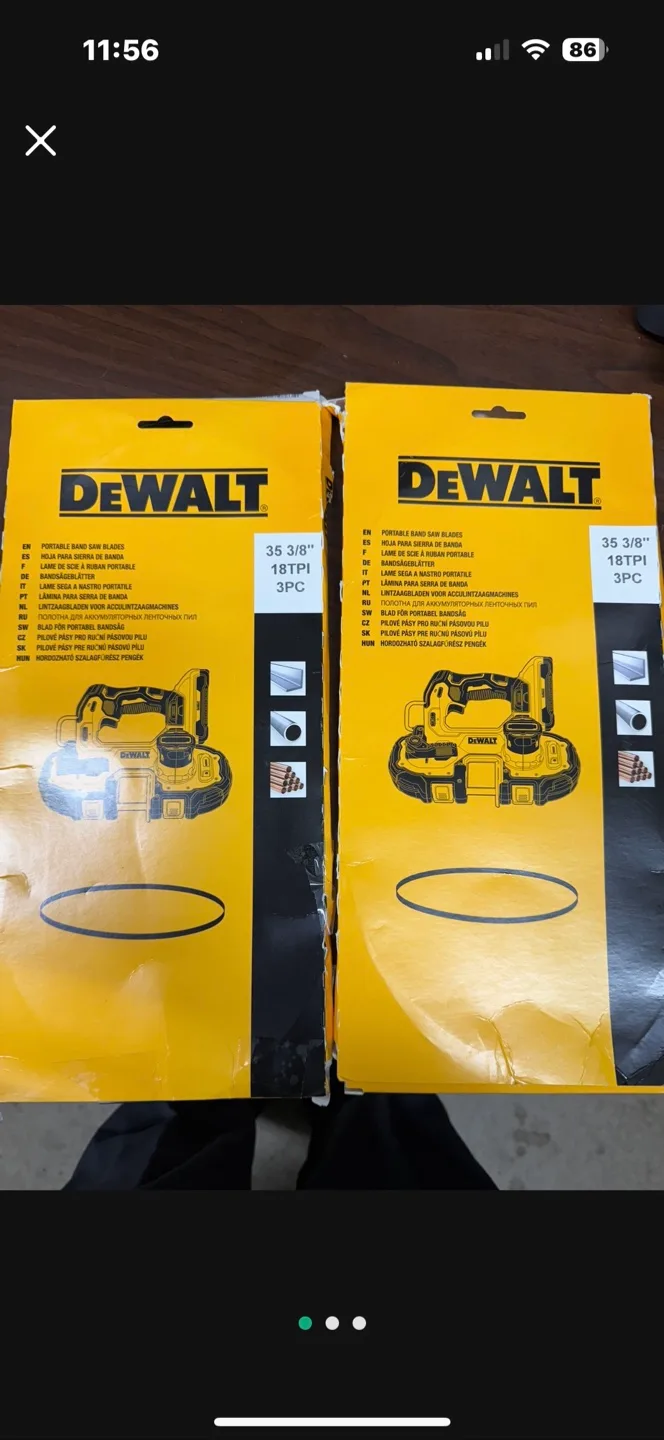 11:56
86
DEWALT®
EN PORTABLE BAND SAW BLADES
ES HOJA PARA SIERRA DE BANDA
F LAME DE SCIE À RUBAN PORTABLE
DE BANDSÄGEBLÄTTER
IT LAME SEGA A NASTRO PORTATILE
PT LÂMINA PARA SERRA DE BANDA
NL LINTZAAGBLADEN VOOR ACCULINTZAAGMACHINES
RU ПОЛОТНА ДЛЯ АККУМУЛЯТОРНЫХ ЛЕНТОЧНЫХ ПИЛ
SW BLAD FÖR PORTABEL BANDSÅG
CZ PILOVÉ PÁSY PRO RUČNÍ PÁSOVOU PILU
SK PILOVÉ PÁSY PRE RUČNÚ PÁSOVÚ PÍLU
HUN HORDOZHATÓ SZALAGFŰRÉSZ PENGÉK
35 3/8"
18TPI
3PC
DEWALT
DEWALT®
EN PORTABLE BAND SAW BLADES
ES HOJA PARA SIERRA DE BANDA
F LAME DE SCIE À RUBAN PORTABLE
DE BANDSÄGEBLÄTTER
IT LAME SEGA A NASTRO PORTATILE
PT LÂMINA PARA SERRA DE BANDA
NL LINTZAAGBLADEN VOOR ACCULINTZAAGMACHINES
RU ПОЛОТНА ДЛЯ АККУМУЛЯТОРНЫХ ЛЕНТОЧНЫХ ПИЛ
SW BLAD FÖR PORTABEL BANDSÅG
CZ PILOVÉ PÁSY PRO RUČNÍ PÁSOVOU PILU
SK PILOVÉ PÁSY PRE RUČNÚ PÁSOVÚ PÍLU
HUN HORDOZHATÓ SZALAGFŰRÉSZ PENGÉK
35 3/8"
18TPI
3PC
DEWALT